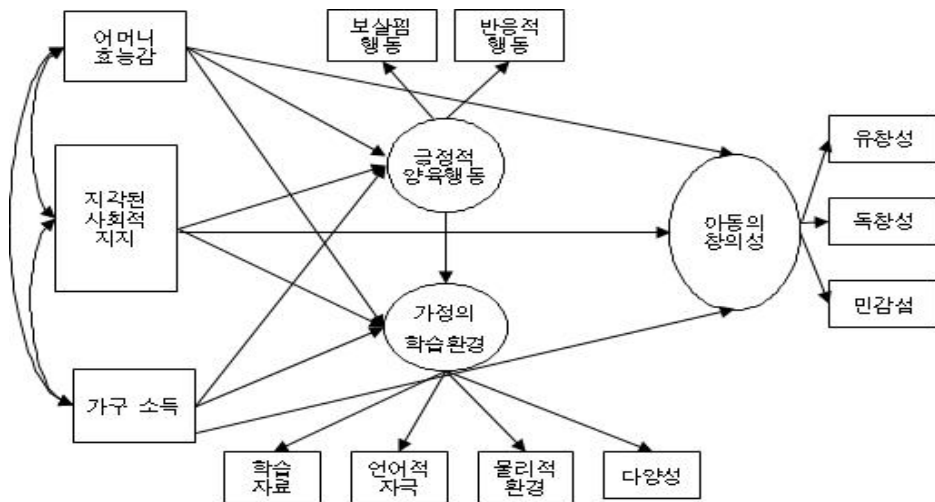 어머니
효능감
보살핌
행동
반응적
행동
긍정적
양육행동
지각된
사회적
지지
아동의
창의성
유창성
독창성
민감성
가정의
학습환경
가구 소득
학습
자료
언어적
자극
물리적
환경
다양성